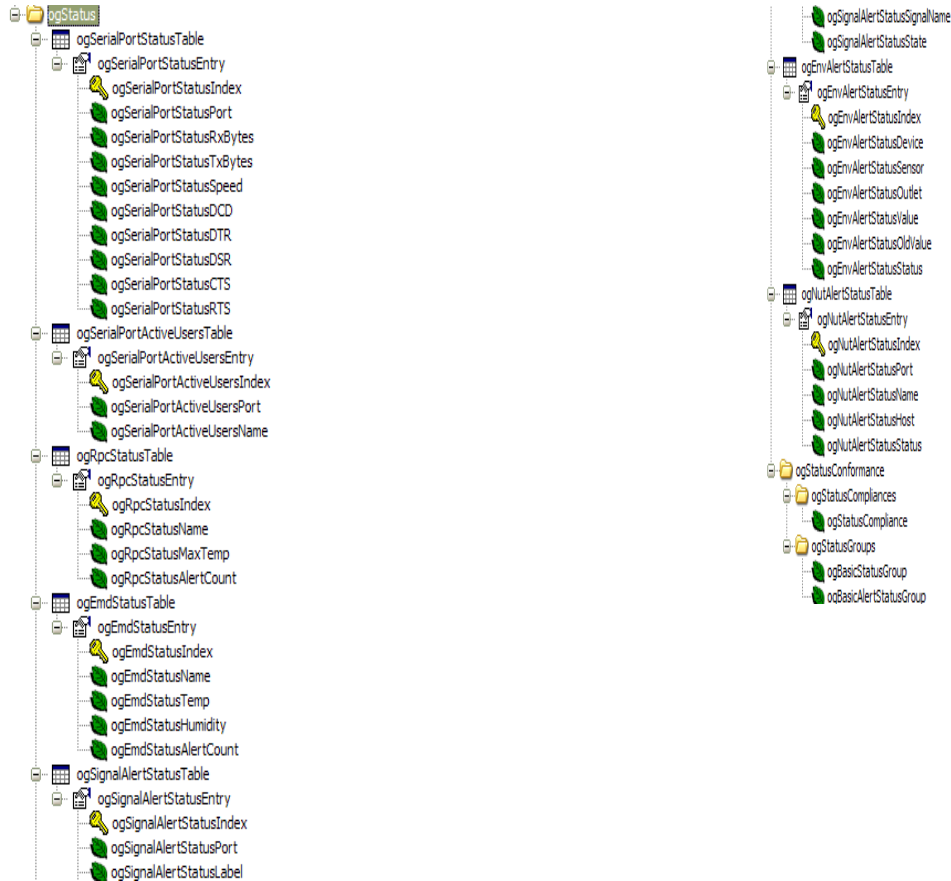 ogStatus
ogSerialPortStatusTable
ogSerialPortStatusEntry
ogSerialPortStatusIndex
ogSerialPortStatusPort
ogSerialPortStatusRxBytes
ogSerialPortStatusTxBytes
ogSerialPortStatusSpeed
ogSerialPortStatusDCD
ogSerialPortStatusDTR
ogSerialPortStatusDSR
ogSerialPortStatusCTS
ogSerialPortStatusRTS
ogSerialPortActiveUsersTable
ogSerialPortActiveUsersEntry
ogSerialPortActiveUsersIndex
ogSerialPortActiveUsersPort
ogSerialPortActiveUsersName
ogRpcStatusTable
ogRpcStatusEntry
ogRpcStatusIndex
ogRpcStatusName
ogRpcStatusMaxTemp
ogRpcStatusAlertCount
ogEmdStatusTable
ogEmdStatusEntry
ogEmdStatusIndex
ogEmdStatusName
ogEmdStatusTemp
ogEmdStatusHumidity
ogEmdStatusAlertCount
ogSignalAlertStatusTable
ogSignalAlertStatusEntry
ogSignalAlertStatusIndex
ogSignalAlertStatusPort
ogSignalAlertStatusLabel
ogSignalAlertStatusSignalName
ogSignalAlertStatusState
ogEnvAlertStatusTable
ogEnvAlertStatusEntry
ogEnvAlertStatusIndex
ogEnvAlertStatusDevice
ogEnvAlertStatusSensor
ogEnvAlertStatusOutlet
ogEnvAlertStatusValue
ogEnvAlertStatusOldValue
ogEnvAlertStatusStatus
ogNutAlertStatusTable
ogNutAlertStatusEntry
ogNutAlertStatusIndex
ogNutAlertStatusPort
ogNutAlertStatusName
ogNutAlertStatusHost
ogNutAlertStatusStatus
ogStatusConformance
ogStatusCompliances
ogStatusCompliance
ogStatusGroups
ogBasicStatusGroup
ogBasicAlertStatusGroup